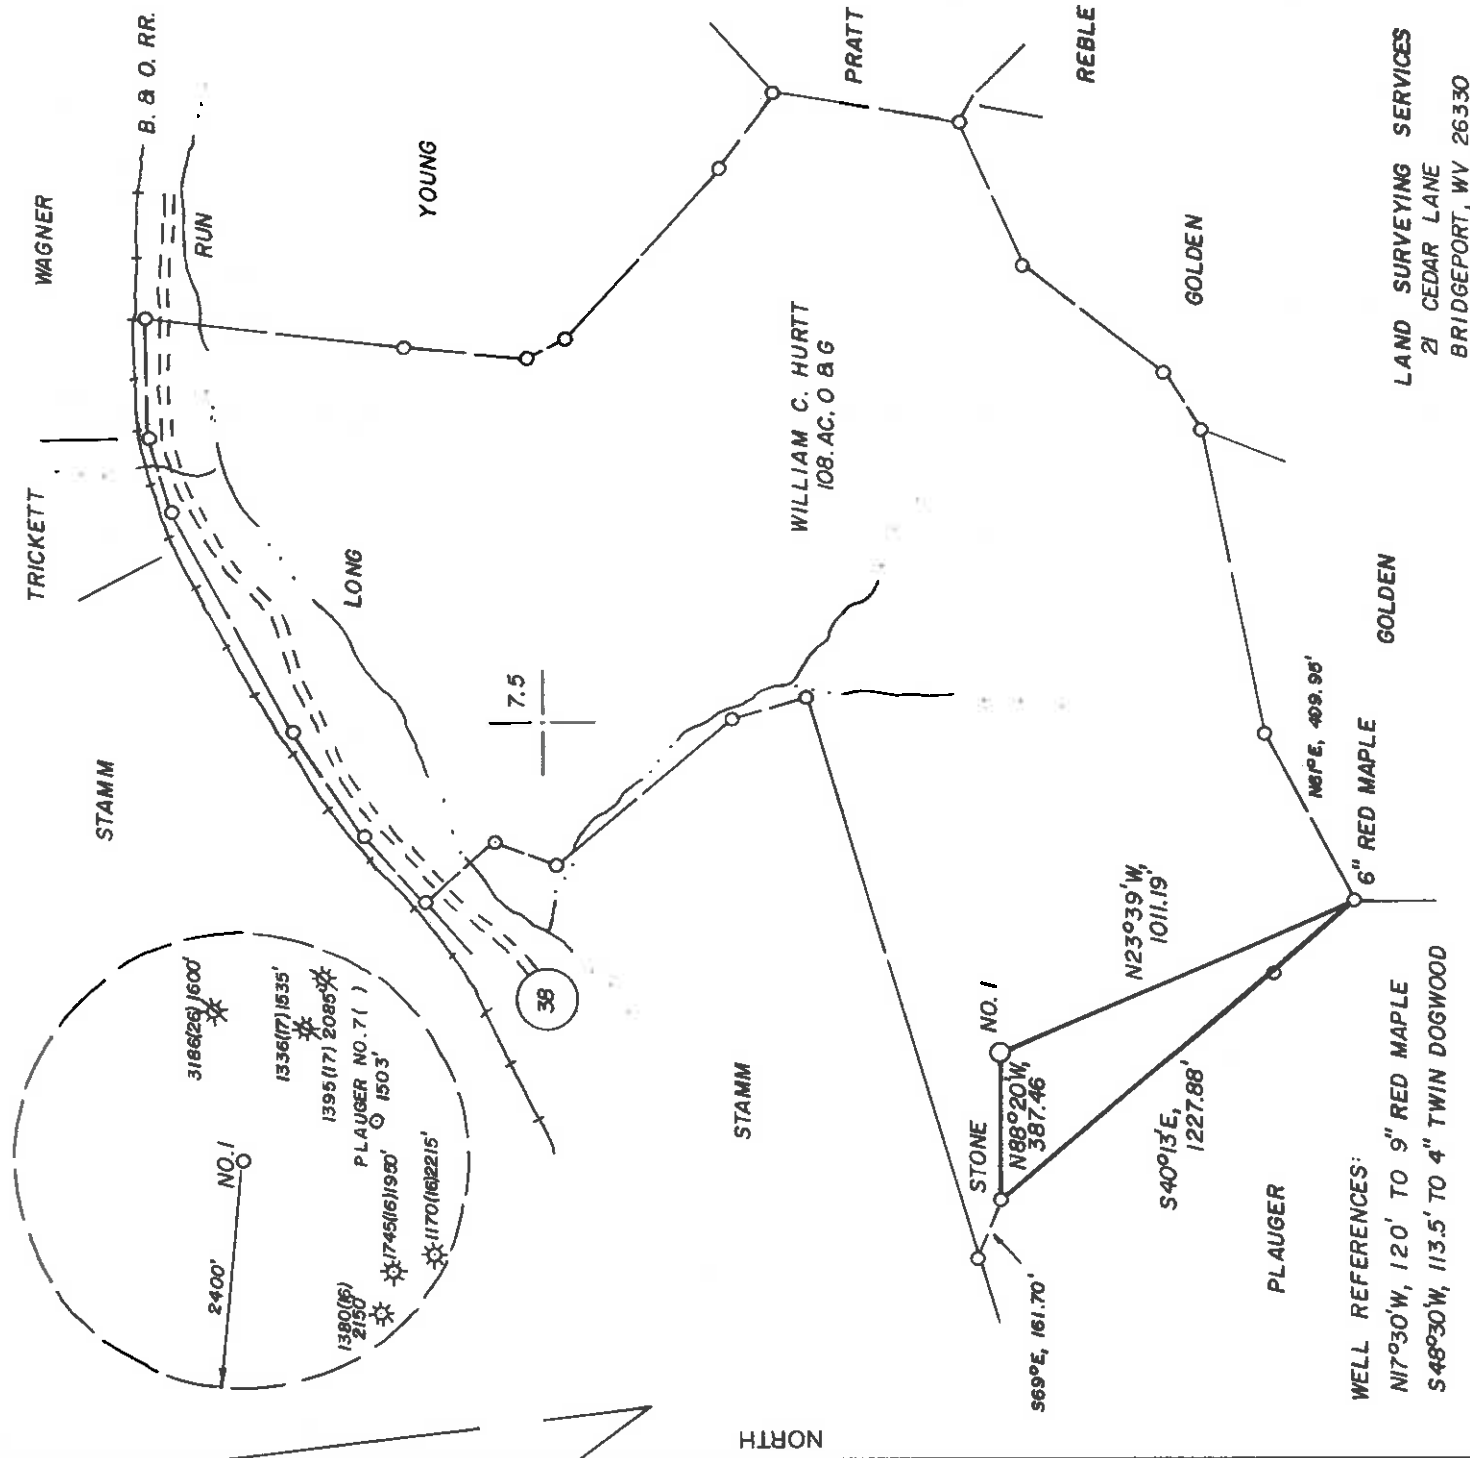 WAGNER
B. & O. RR.
TRICKETT
RUN
YOUNG
PRATT
REBLE
STAMM
LONG
7.5
WILLIAM C. HURTT
108. AC. O & G
GOLDEN
GOLDEN
38
3186(26) 1600'
1336(17) 1535'
1395(17) 2085'
PLAUGER NO. 7 ( )
1503'
NO. 1
2400'
1745(16) 1950'
1170(16) 2215'
1380(16)
2150'
STAMM
STONE
NO. 1
N88°20'W,
387.46
N23°39'W,
1011.19'
S40°13'E,
1227.88'
N61°E, 409.95'
6" RED MAPLE
S69°E, 161.70'
PLAUGER
NORTH
WELL REFERENCES:
N17°30'W, 120' TO 9" RED MAPLE
S48°30'W, 113.5' TO 4" TWIN DOGWOOD
LAND SURVEYING SERVICES
21 CEDAR LANE
BRIDGEPORT, WV 26330